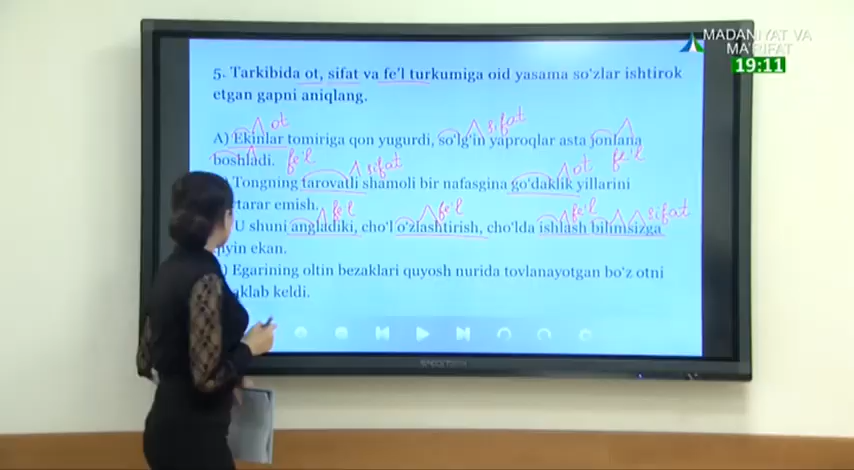 MADANIYAT VA
MA'RIFAT
19:11
5. Tarkibida ot, sifat va fe'l turkumiga oid yasama so'zlar ishtirok
etgan gapni aniqlang.
ot
sifat
A) Ekinlar tomiriga qon yugurdi, so'lg'in yaproqlar asta jonlana
boshladi. fe'l sifat ot fe'l
Tongning tarovatli shamoli bir nafasgina go'daklik yillarini
emish. fe'l fe'l fe'l sifat
U shuni angladiki, cho'l o'zlashtirish, cho'lda ishlash bilimsizga
ekan.
) Egarining oltin bezaklari quyosh nurida tovlanayotgan bo'z otni
keldi.